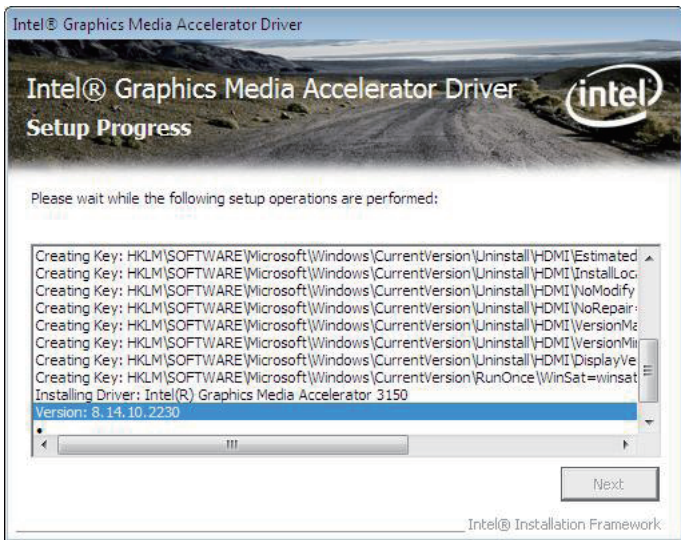 Intel® Graphics Media Accelerator Driver
Intel® Graphics Media Accelerator Driver
intel
Setup Progress
Please wait while the following setup operations are performed:
Creating Key: HKLM\SOFTWARE\Microsoft\Windows\CurrentVersion\Uninstall\HDMI\Estimated
Creating Key: HKLM\SOFTWARE\Microsoft\Windows\CurrentVersion\Uninstall\HDMI\InstallLoc
Creating Key: HKLM\SOFTWARE\Microsoft\Windows\CurrentVersion\Uninstall\HDMI\NoModify
Creating Key: HKLM\SOFTWARE\Microsoft\Windows\CurrentVersion\Uninstall\HDMI\NoRepair=
Creating Key: HKLM\SOFTWARE\Microsoft\Windows\CurrentVersion\Uninstall\HDMI\VersionMa
Creating Key: HKLM\SOFTWARE\Microsoft\Windows\CurrentVersion\Uninstall\HDMI\VersionMi
Creating Key: HKLM\SOFTWARE\Microsoft\Windows\CurrentVersion\Uninstall\HDMI\DisplayVe
Creating Key: HKLM\SOFTWARE\Microsoft\Windows\CurrentVersion\RunOnce\WinSat=winsat
Installing Driver: Intel(R) Graphics Media Accelerator 3150
Version: 8.14.10.2230
Next
Intel® Installation Framework